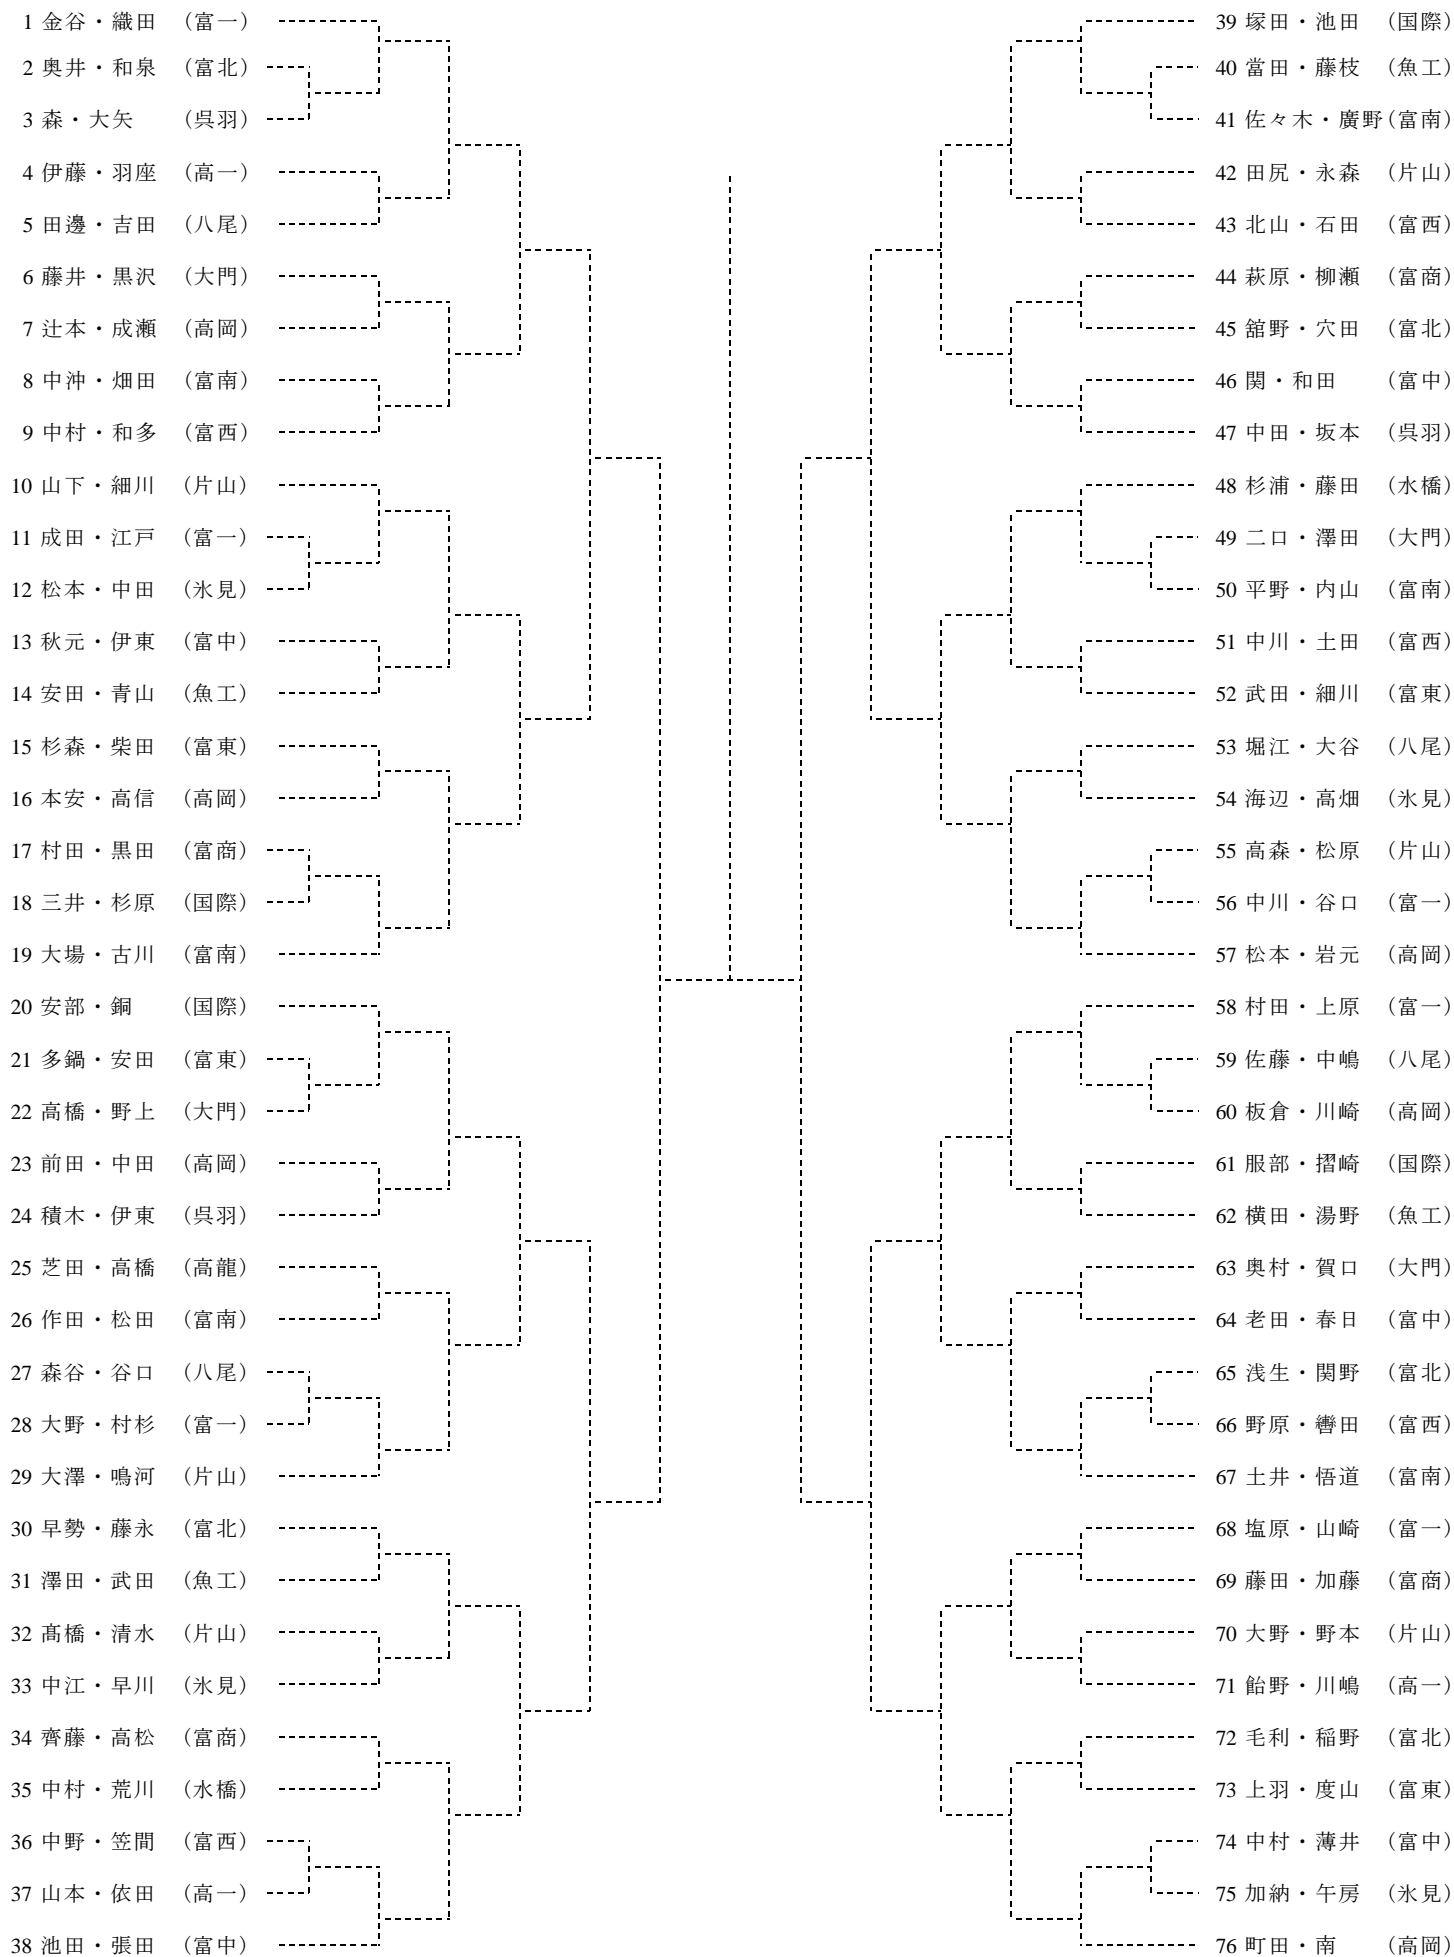 1 金谷・織田 （富一）
2 奥井・和泉 （富北）
3 森・大矢 （呉羽）
4 伊藤・羽座 （高一）
5 田邊・吉田 （八尾）
6 藤井・黒沢 （大門）
7 辻本・成瀬 （高岡）
8 中沖・畑田 （富南）
9 中村・和多 （富西）
10 山下・細川 （片山）
11 成田・江戸 （富一）
12 松本・中田 （氷見）
13 秋元・伊東 （富中）
14 安田・青山 （魚工）
15 杉森・柴田 （富東）
16 本安・高信 （高岡）
17 村田・黒田 （富商）
18 三井・杉原 （国際）
19 大場・古川 （富南）
20 安部・銅 （国際）
21 多鍋・安田 （富東）
22 高橋・野上 （大門）
23 前田・中田 （高岡）
24 積木・伊東 （呉羽）
25 芝田・高橋 （高龍）
26 作田・松田 （富南）
27 森谷・谷口 （八尾）
28 大野・村杉 （富一）
29 大澤・鳴河 （片山）
30 早勢・藤永 （富北）
31 澤田・武田 （魚工）
32 髙橋・清水 （片山）
33 中江・早川 （氷見）
34 齊藤・高松 （富商）
35 中村・荒川 （水橋）
36 中野・笠間 （富西）
37 山本・依田 （高一）
38 池田・張田 （富中）
39 塚田・池田 （国際）
40 當田・藤枝 （魚工）
41 佐々木・廣野（富南）
42 田尻・永森 （片山）
43 北山・石田 （富西）
44 萩原・柳瀬 （富商）
45 舘野・穴田 （富北）
46 関・和田 （富中）
47 中田・坂本 （呉羽）
48 杉浦・藤田 （水橋）
49 二口・澤田 （大門）
50 平野・内山 （富南）
51 中川・土田 （富西）
52 武田・細川 （富東）
53 堀江・大谷 （八尾）
54 海辺・高畑 （氷見）
55 高森・松原 （片山）
56 中川・谷口 （富一）
57 松本・岩元 （高岡）
58 村田・上原 （富一）
59 佐藤・中嶋 （八尾）
60 板倉・川崎 （高岡）
61 服部・摺崎 （国際）
62 横田・湯野 （魚工）
63 奥村・賀口 （大門）
64 老田・春日 （富中）
65 浅生・関野 （富北）
66 野原・轡田 （富西）
67 土井・悟道 （富南）
68 塩原・山崎 （富一）
69 藤田・加藤 （富商）
70 大野・野本 （片山）
71 飴野・川嶋 （高一）
72 毛利・稲野 （富北）
73 上羽・度山 （富東）
74 中村・薄井 （富中）
75 加納・午房 （氷見）
76 町田・南 （高岡）